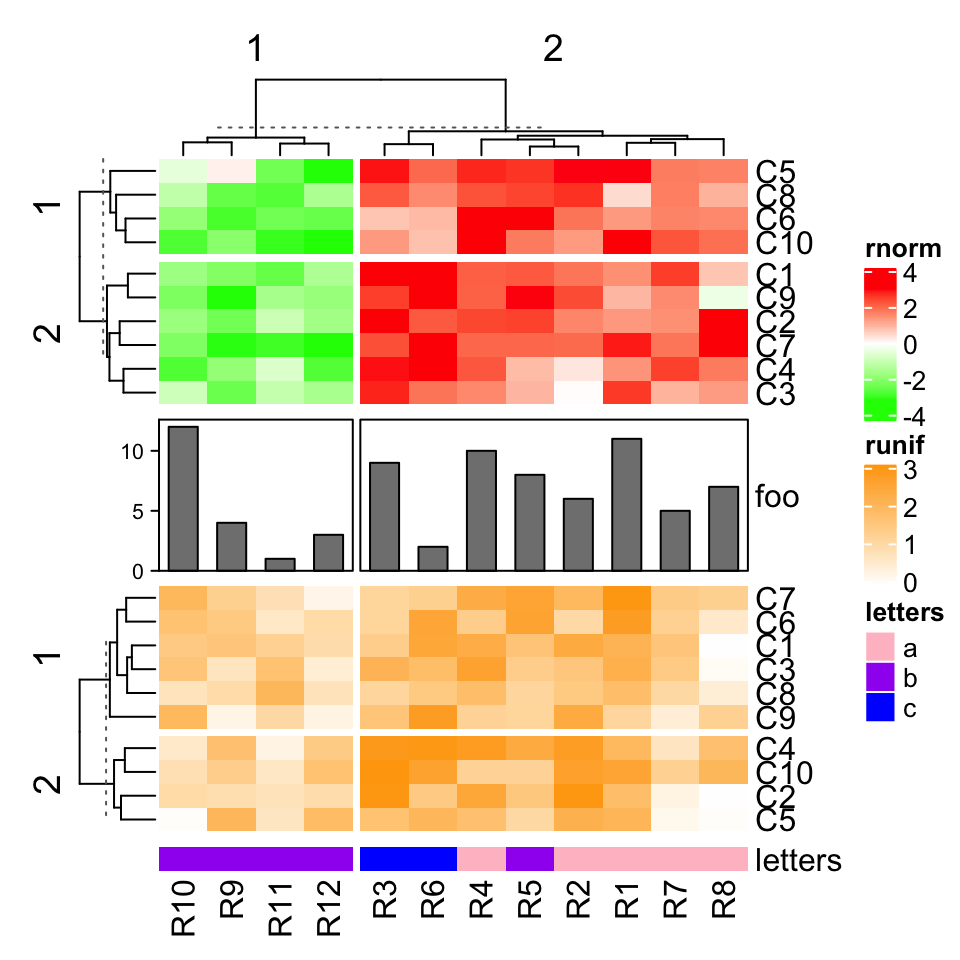 1 2
1
C5
C8
C6
C10
2
C1
C9
C2
C7
C4
C3
rnorm
4
2
0
-2
-4
10
5
0
foo
runif
3
2
1
0
1
C7
C6
C1
C3
C8
C9
2
C4
C10
C2
C5
letters
a
b
c
letters
R10 R9 R11 R12 R3 R6 R4 R5 R2 R1 R7 R8